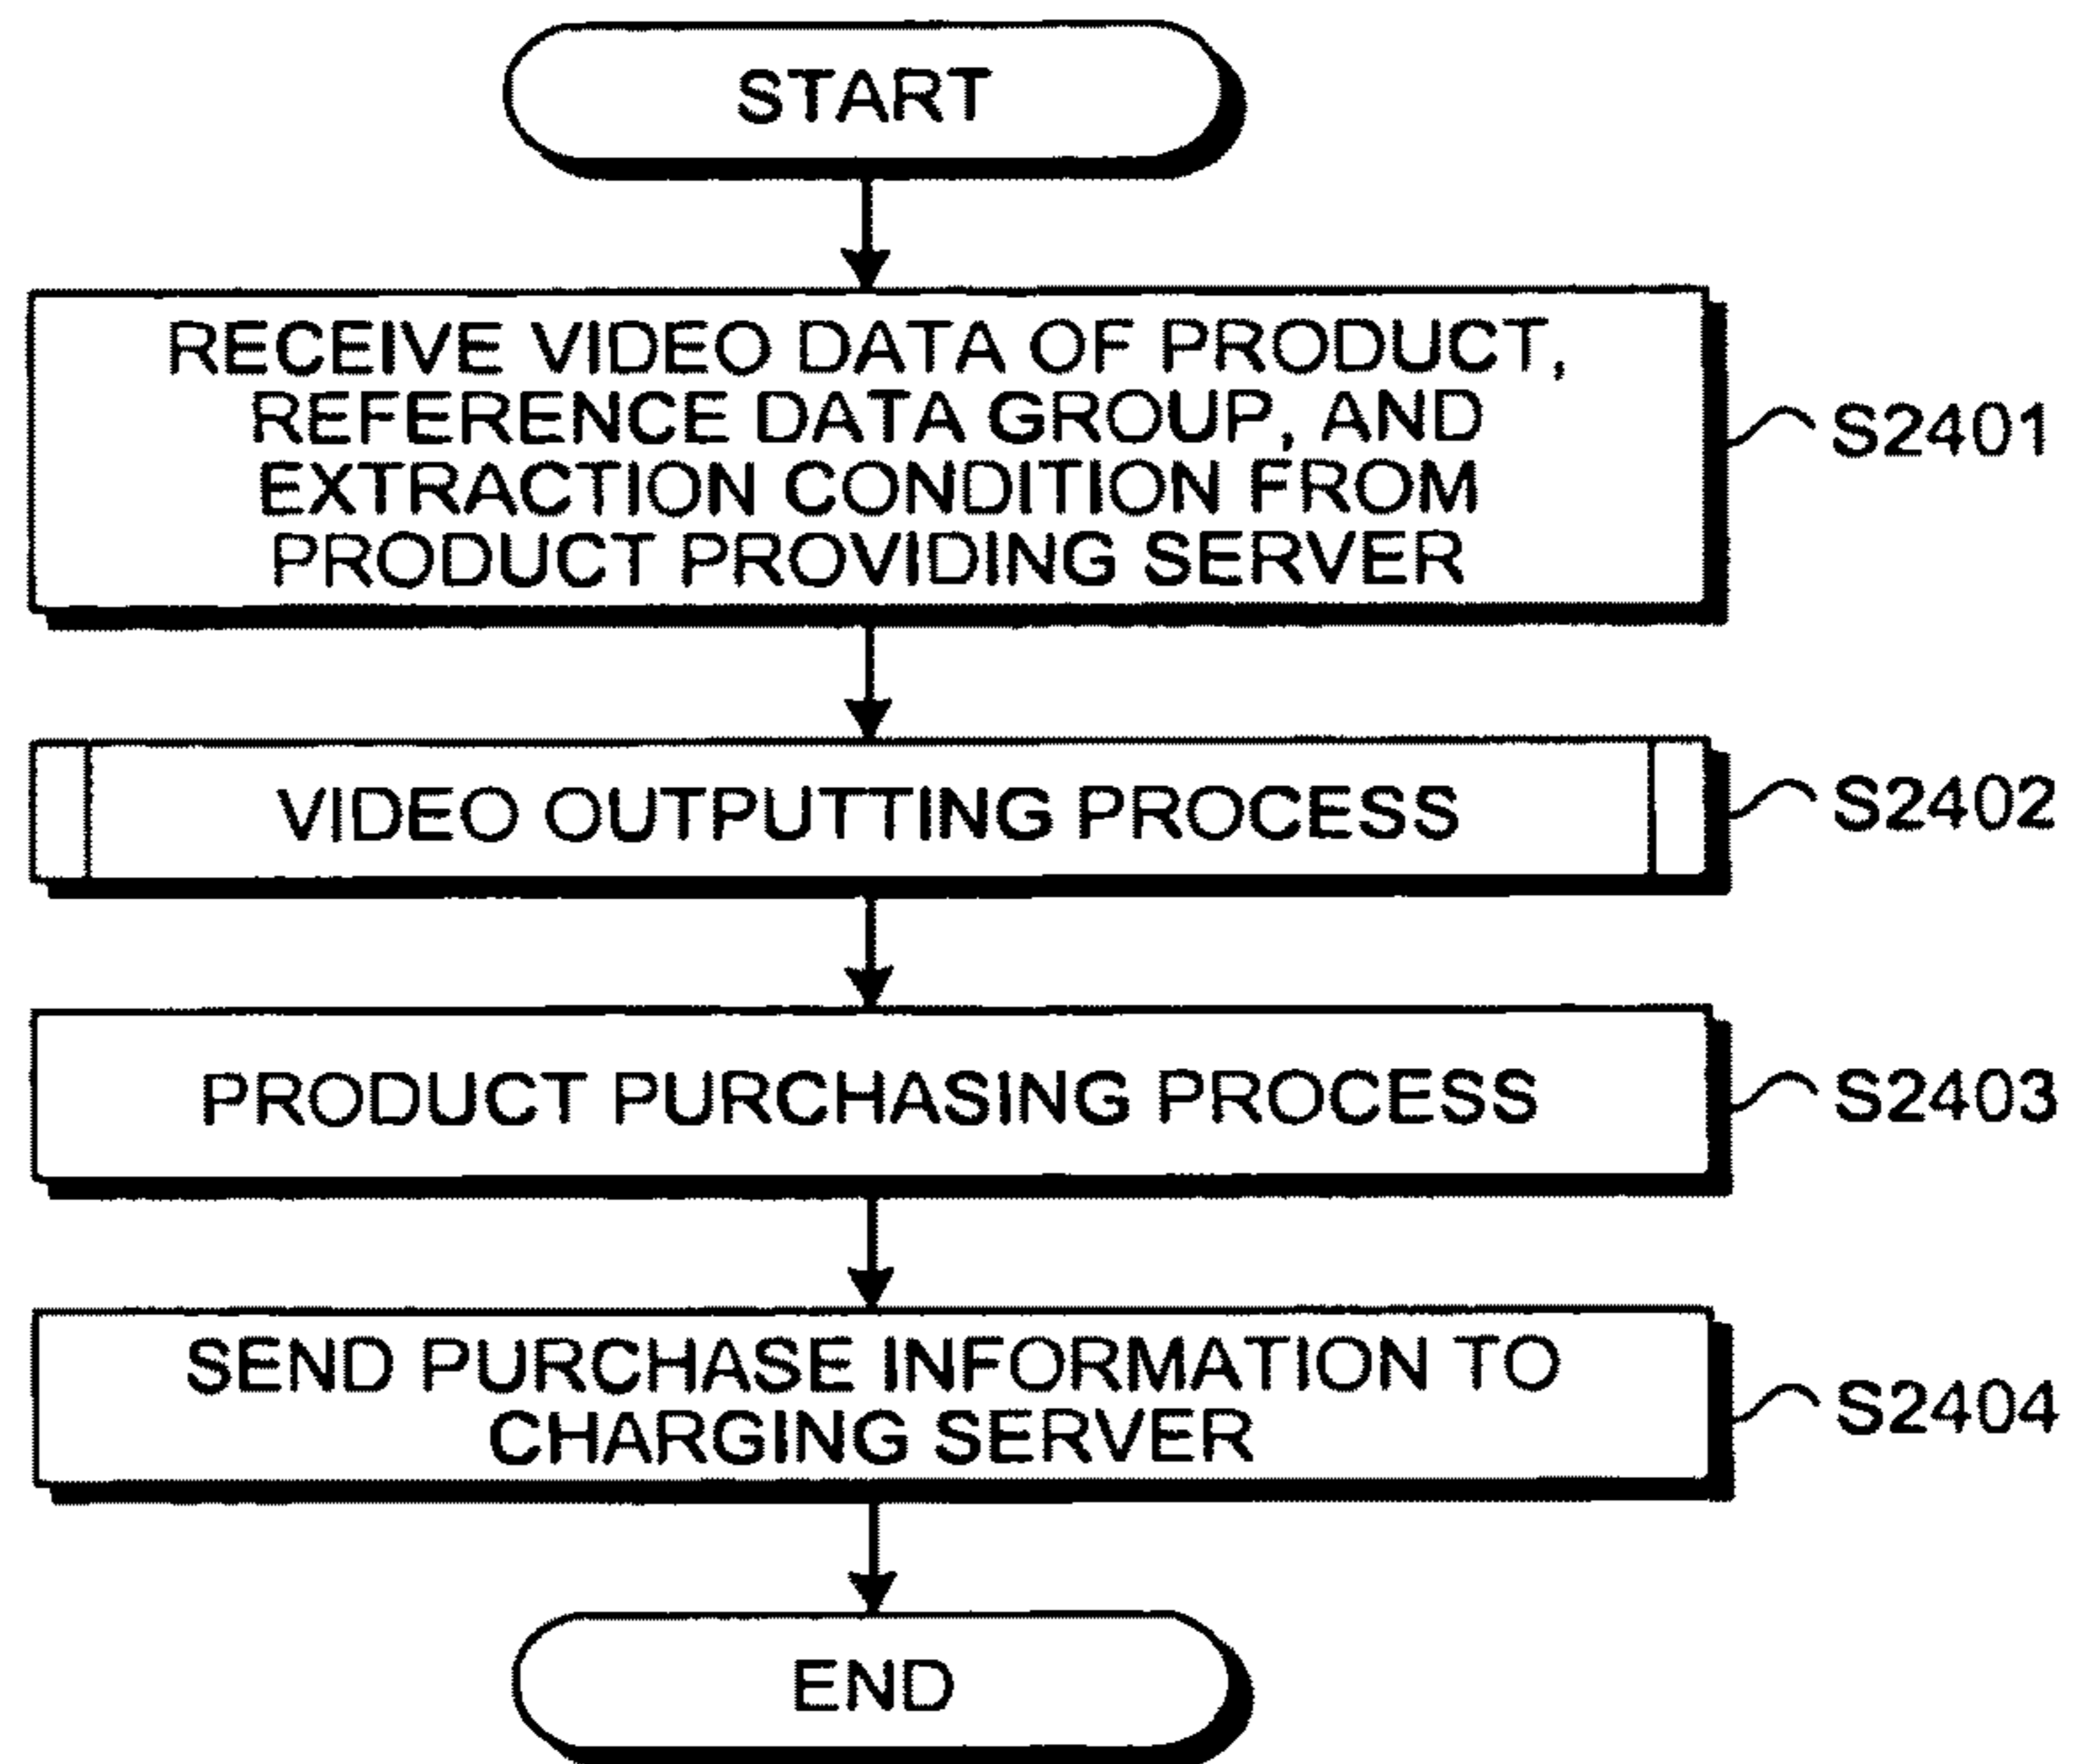 START
RECEIVE VIDEO DATA OF PRODUCT,
REFERENCE DATA GROUP, AND
EXTRACTION CONDITION FROM
PRODUCT PROVIDING SERVER
S2401
VIDEO OUTPUTTING PROCESS
S2402
PRODUCT PURCHASING PROCESS
S2403
SEND PURCHASE INFORMATION TO
CHARGING SERVER
S2404
END